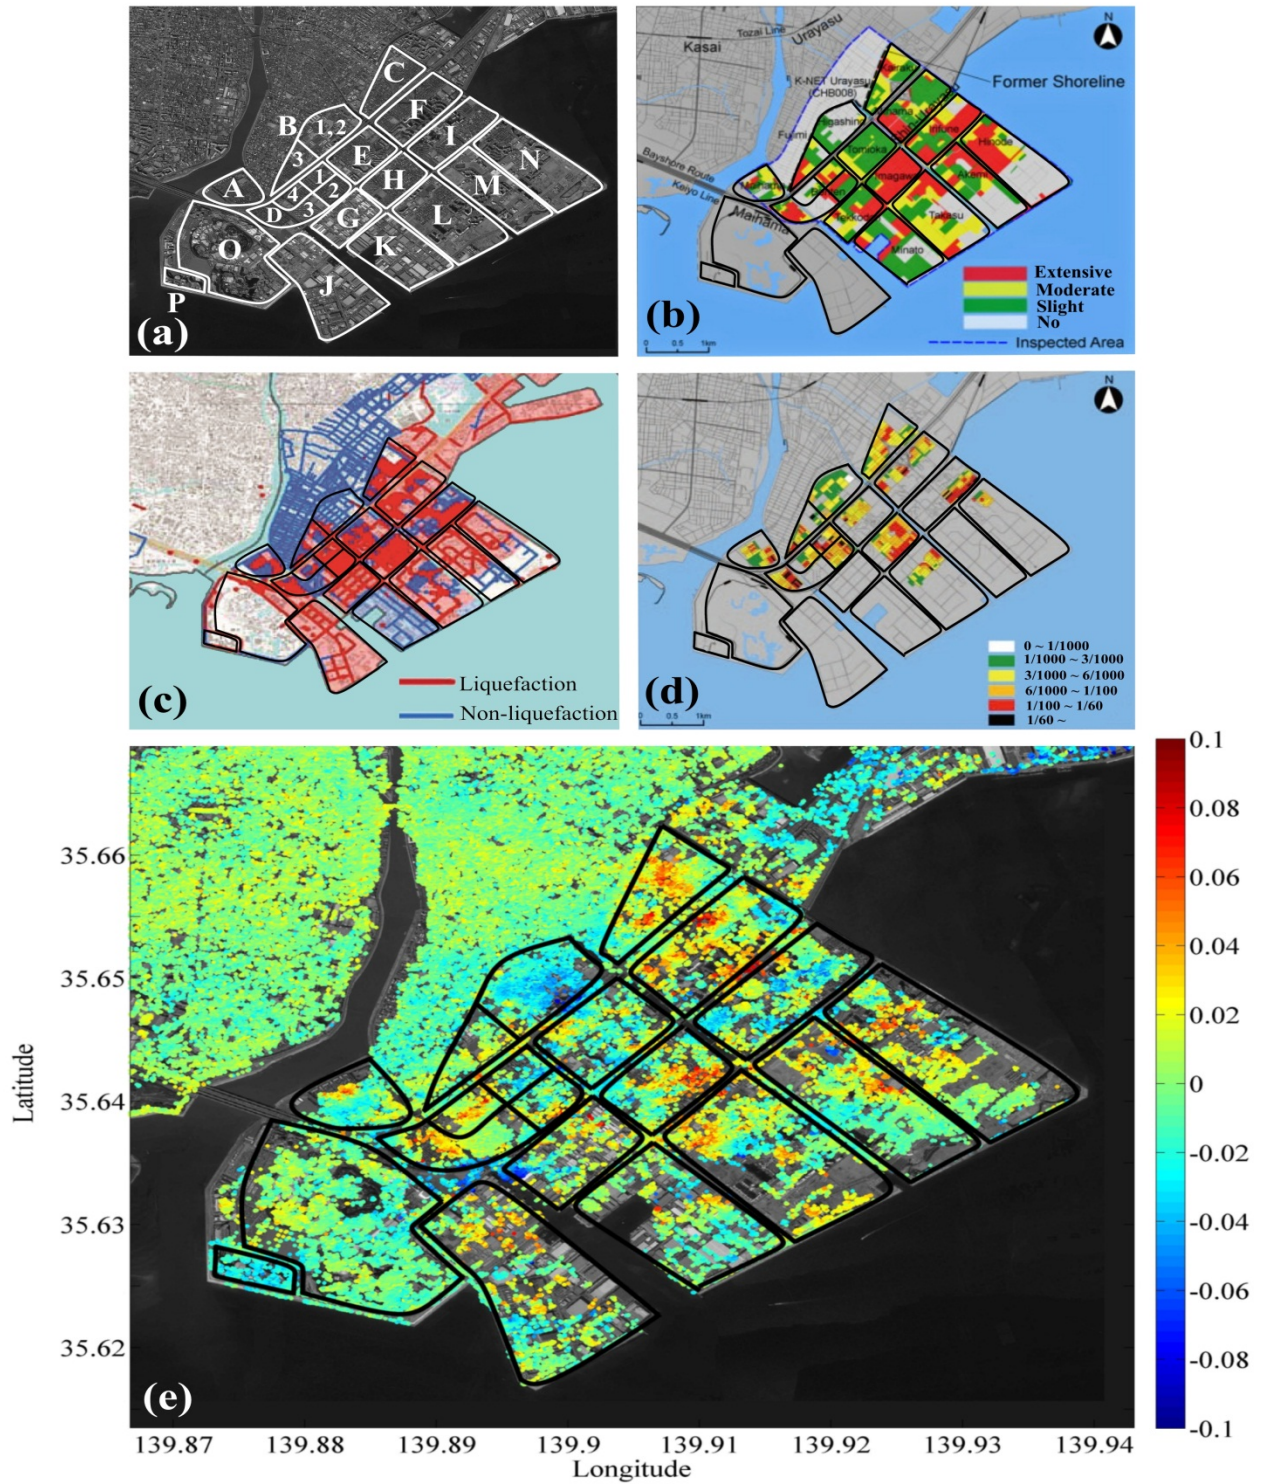 C
F
B
1, 2
I
N
3
E
A
1
H
M
4
2
D
3
G
L
O
K
J
P
(a)
N
Tozai Line
Urayasu
Kasai
K-NET Urayasu
Former Shoreline
(CHB008)
Fujimi
Irifune
Hinode
Tomioka
Bayshore Route
Keiyo Line
Imagawa
Akemi
Maihama
Benten
Takasu
Tekkodori
Maihama
Minato
Extensive
Moderate
Slight
No
Inspected Area
0 1km
(b)
Liquefaction
Non-liquefaction
(c)
N
0 ~ 1/1000
1/1000 ~ 3/1000
3/1000 ~ 6/1000
6/1000 ~ 1/100
1/100 ~ 1/60
1/60 ~
0 0.5 1km
(d)
0.1
0.08
0.06
0.04
0.02
0
-0.02
-0.04
-0.06
-0.08
-0.1
35.66
35.65
35.64
35.63
35.62
Latitude
(e)
139.87 139.88 139.89 139.9 139.91 139.92 139.93 139.94
Longitude